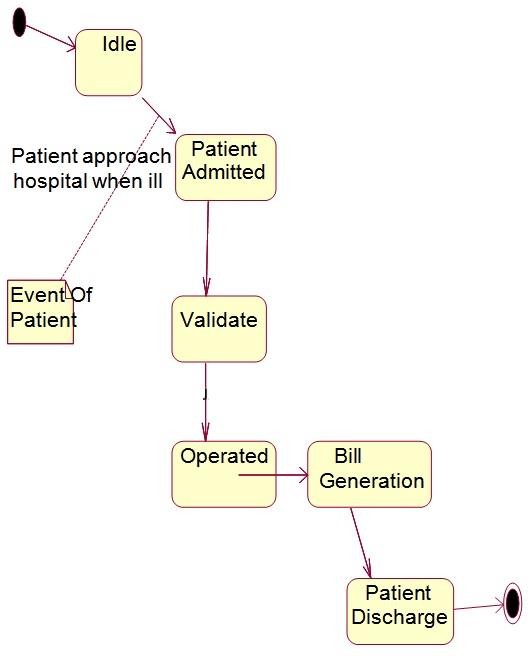 Idle
Patient approach
hospital when ill
Patient
Admitted
Event Of
Patient
Validate
Operated
Bill
Generation
Patient
Discharge